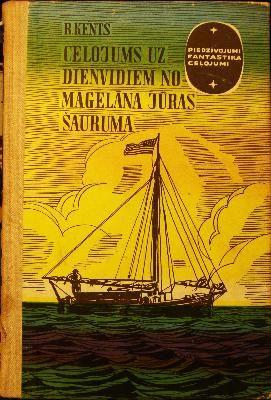 R. KENTS
CEĻOJUMS UZ
DIENVIDIEM NO
MAGELĀNA JŪRAS
ŠAURUMA
PIEDZĪVOJUMI
FANTASTIKA
CEĻOJUMI